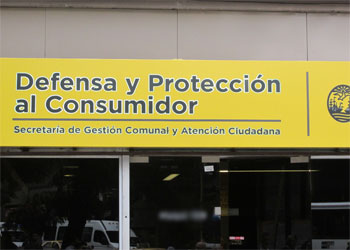 Defensa y Protección
al Consumidor
Secretaría de Gestión Comunal y Atención Ciudadana